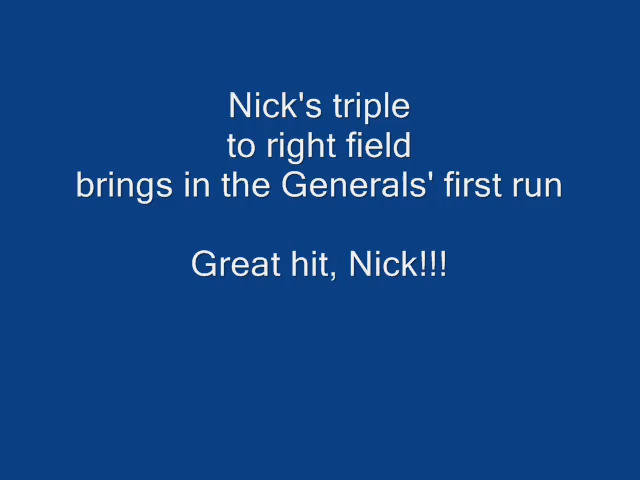 Nick's triple
to right field
brings in the Generals' first run
Great hit, Nick!!!